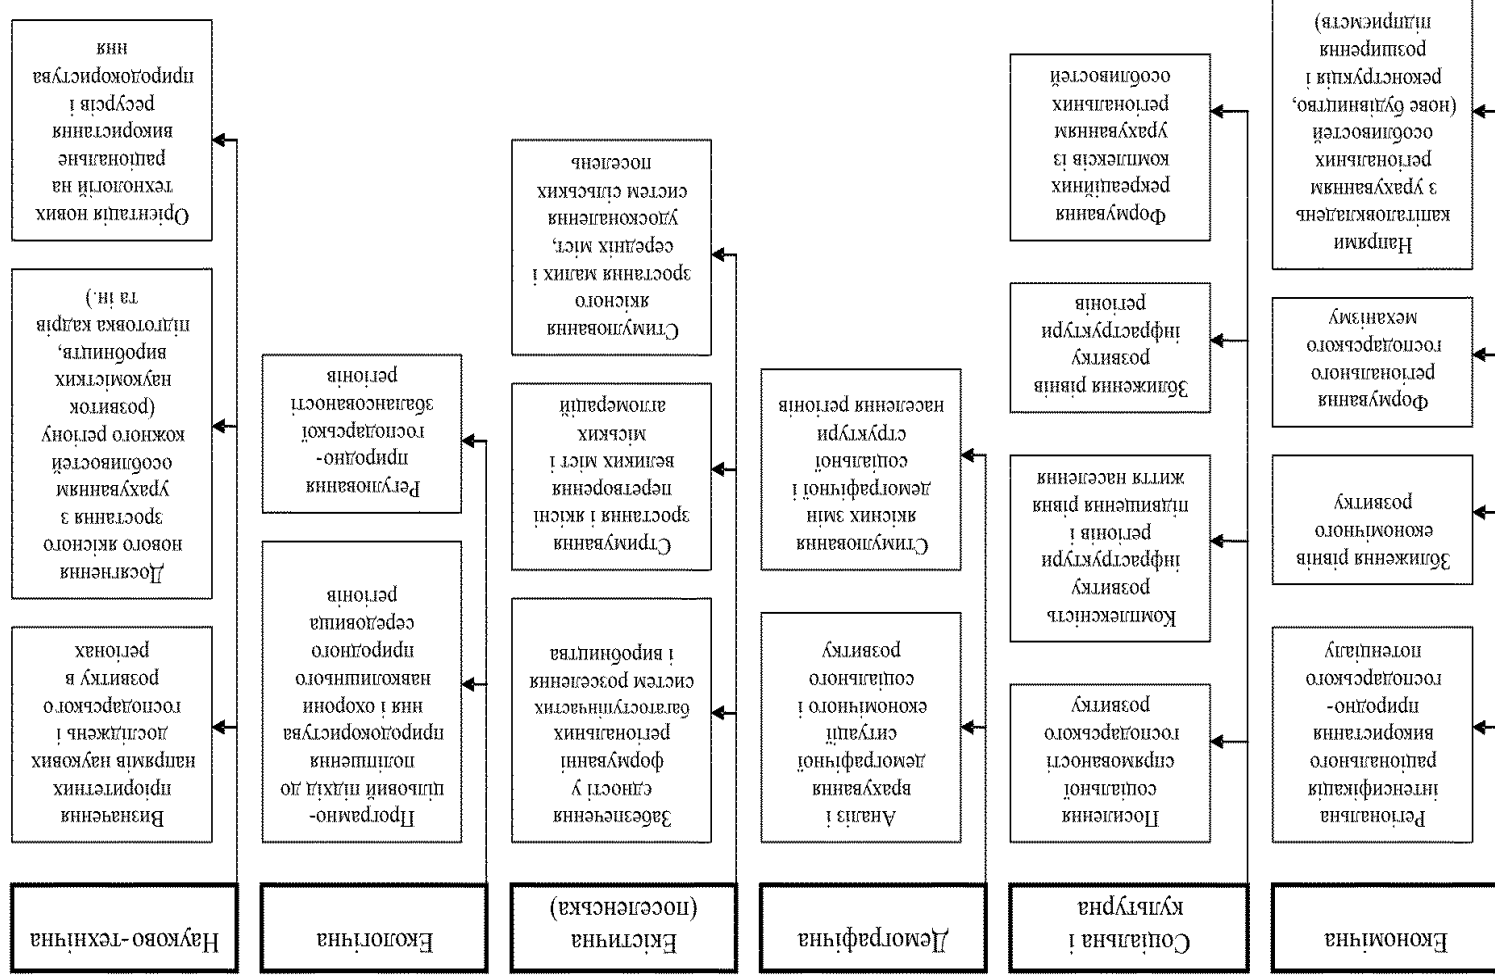 Економічна
Регіональна
інтенсифікація
раціонального
використання
природно-
господарського
потенціалу
Зближення рівнів
економічного
розвитку
Формування
регіонального
господарського
механізму
Напрями
капіталовкладень
з урахуванням
регіональних
особливостей
(нове будівництво,
реконструкція і
розширення
підприємств)
Соціальна і
культурна
Посилення
соціальної
спрямованості
господарського
розвитку
Комплексність
розвитку
інфраструктури
регіонів і
підвищення рівня
життя населення
Зближення рівнів
розвитку
інфраструктури
регіонів
Формування
рекреаційних
комплексів із
урахуванням
регіональних
особливостей
Демографічна
Аналіз і
врахування
демографічної
ситуації
економічного і
соціального
розвитку
Стимулювання
якісних змін
демографічної і
соціальної
структури
населення регіонів
Екістична
(поселенська)
Забезпечення
єдності у
формуванні
регіональних
багатоступінчастих
систем розселення
і виробництва
Стримування
зростання і якісні
перетворення
великих міст і
міських
агломерацій
Стимулювання
якісного
зростання малих і
середніх міст,
удосконалення
систем сільських
поселень
Екологічна
Програмно-
цільовий підхід до
поліпшення
природокористува
ння і охорони
навколишнього
природного
середовища
регіонів
Регулювання
природно-
господарської
збалансованості
регіонів
Науково-технічна
Визначення
пріоритетних
напрямів наукових
досліджень і
господарського
розвитку в
регіонах
Досягнення
нового якісного
зростання з
урахуванням
особливостей
кожного регіону
(розвиток
наукомістких
виробництв,
підготовка кадрів
та ін.)
Орієнтація нових
технологій на
раціональне
використання
ресурсів і
природокористува
ння